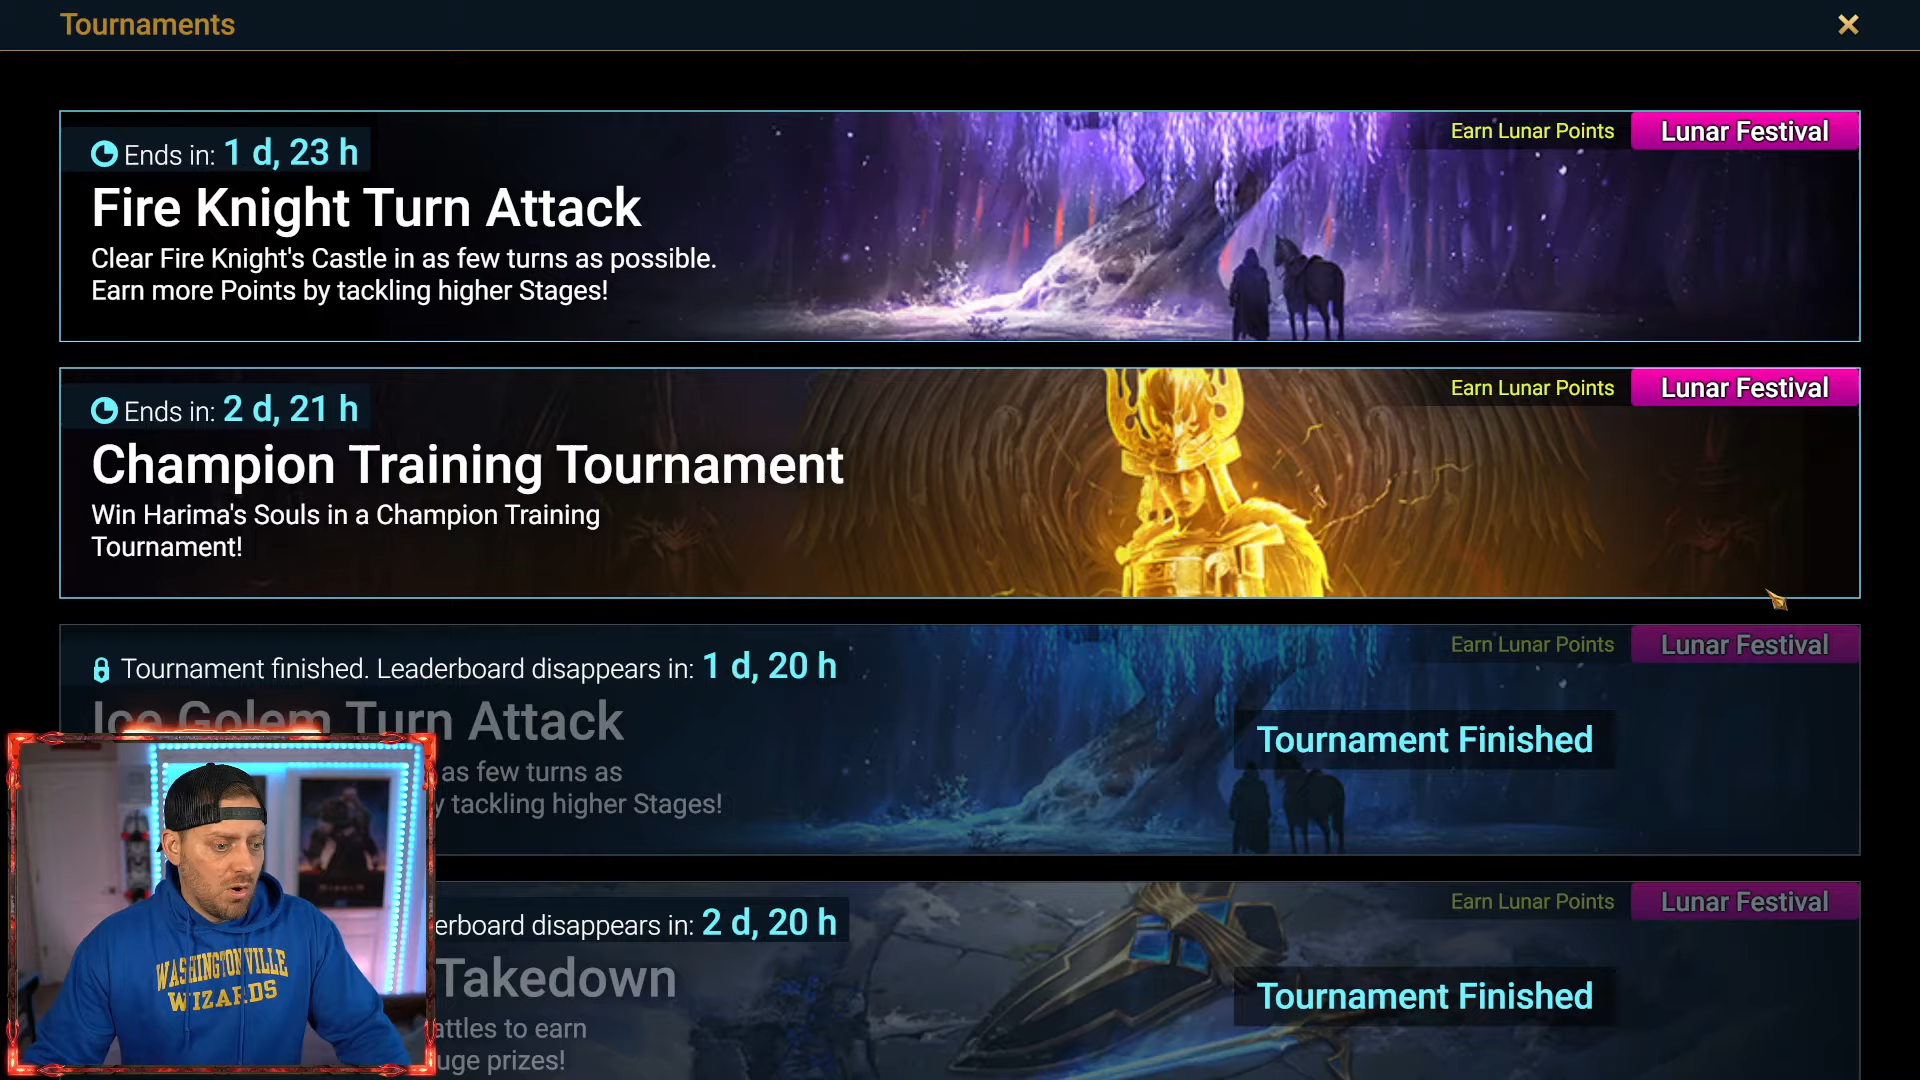 Tournaments
Ends in: 1 d, 23 h
Earn Lunar Points
Lunar Festival
Fire Knight Turn Attack
Clear Fire Knight's Castle in as few turns as possible.
Earn more Points by tackling higher Stages!
Ends in: 2 d, 21 h
Earn Lunar Points
Lunar Festival
Champion Training Tournament
Win Harima's Souls in a Champion Training
Tournament!
Tournament finished. Leaderboard disappears in: 1 d, 20 h
Earn Lunar Points
Lunar Festival
Ice Golem Turn Attack
Tournament Finished
as few turns as
y tackling higher Stages!
erboard disappears in: 2 d, 20 h
Earn Lunar Points
Lunar Festival
Takedown
Tournament Finished
attles to earn
uge prizes!
WASHINGTONVILLE
WIZARDS